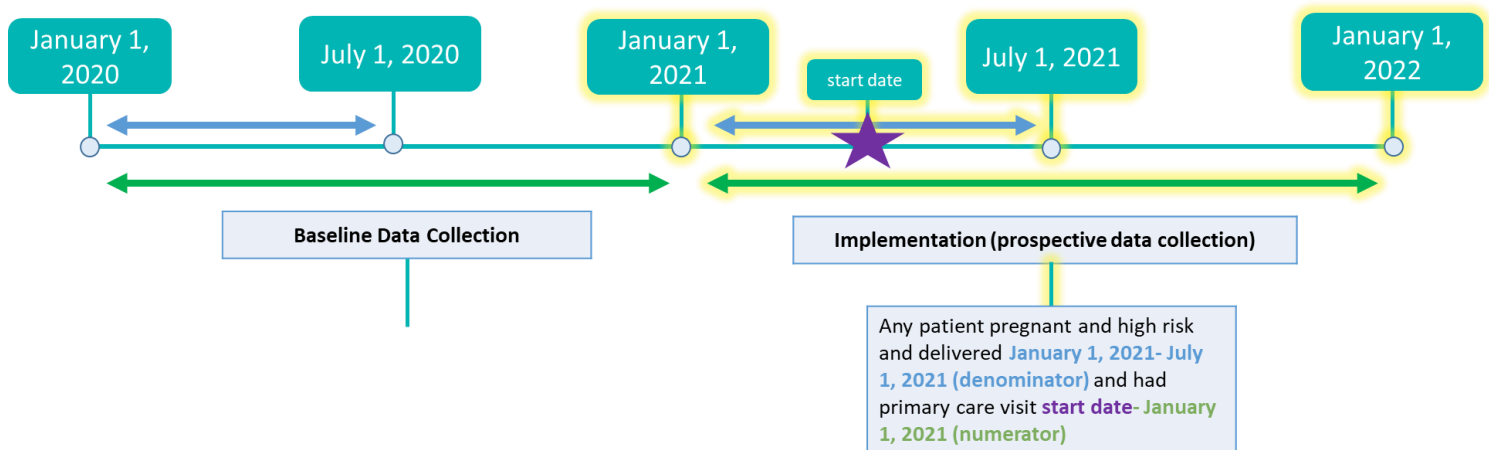 January 1,
2020
July 1, 2020
January 1,
2021
start date
July 1, 2021
January 1,
2022
Baseline Data Collection
Implementation (prospective data collection)
Any patient pregnant and high risk
and delivered January 1, 2021- July
1, 2021 (denominator) and had
primary care visit start date- January
1, 2021 (numerator)